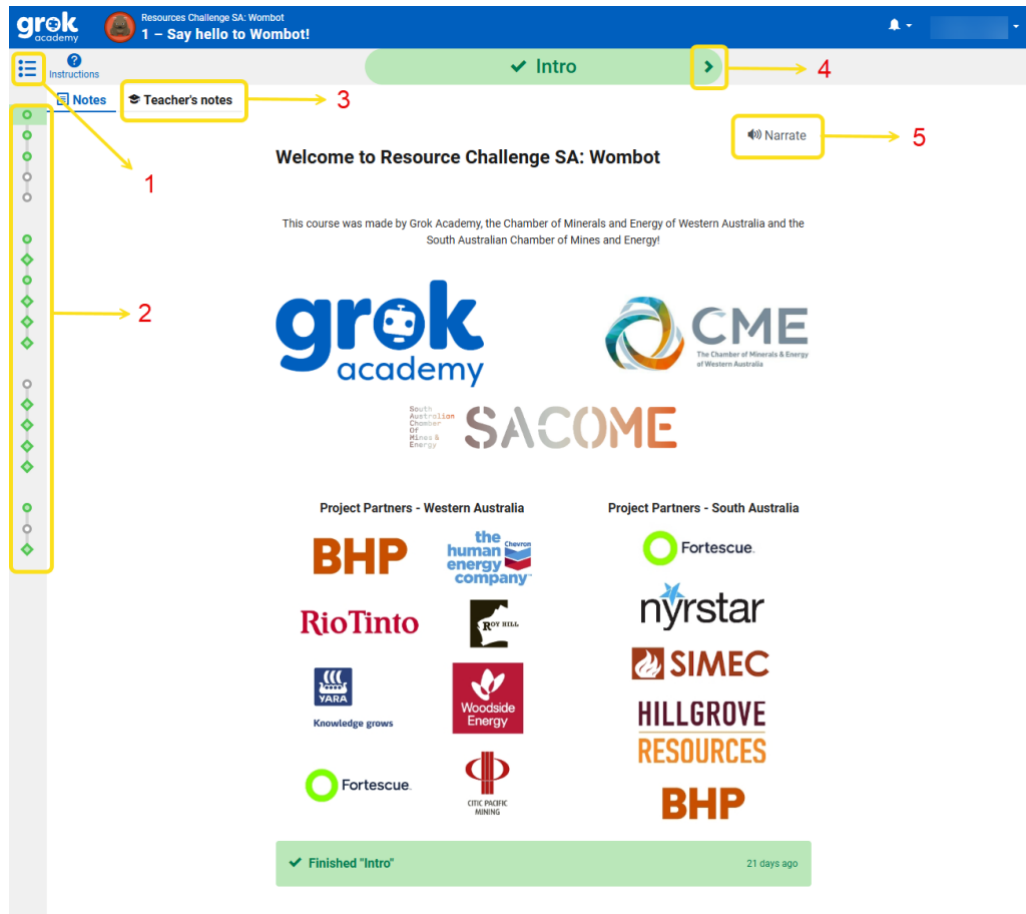 grok
academy
Resources Challenge SA: Wombot
1 – Say hello to Wombot!
Instructions
Intro
4
Notes
Teacher's notes
3
Narrate
5
Welcome to Resource Challenge SA: Wombot
1
This course was made by Grok Academy, the Chamber of Minerals and Energy of Western Australia and the
South Australian Chamber of Mines and Energy!
2
grok
academy
CME
The Chamber of Minerals & Energy
of Western Australia
South
Australian
Chamber
Of
Mines &
Energy
SACOME
Project Partners - Western Australia
Project Partners - South Australia
BHP
the
human
energy
company™
Chevron
Fortescue.
RioTinto
ROY HILL
nyrstar
SIMEC
YARA
Knowledge grows
Woodside
Energy
HILLGROVE
RESOURCES
Fortescue.
CITIC PACIFIC
MINING
BHP
Finished "Intro"
21 days ago